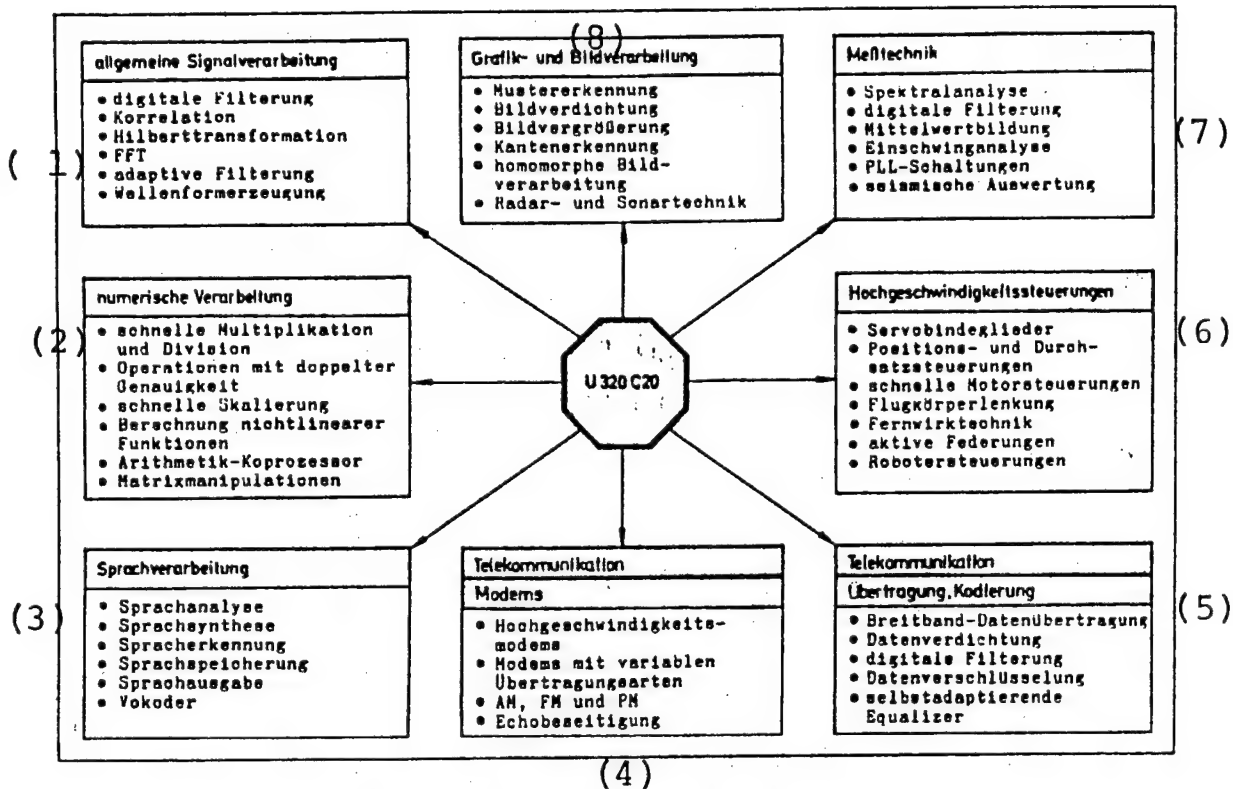 (1)
allgemeine Signalverarbeitung
• digitale Filterung
• Korrelation
• Hilberttransformation
• FFT
• adaptive Filterung
• Wellenformerzeugung
(8)
Grafik- und Bildverarbeitung
• Mustererkennung
• Bildverdichtung
• Bildvergrößerung
• Kantenerkennung
• homomorphe Bild-
verarbeitung
• Radar- und Sonartechnik
(7)
Meßtechnik
• Spektralanalyse
• digitale Filterung
• Mittelwertbildung
• Einschwinganalyse
• PLL-Schaltungen
• seismische Auswertung
(2)
numerische Verarbeitung
• schnelle Multiplikation
und Division
• Operationen mit doppelter
Genauigkeit
• schnelle Skalierung
• Berechnung nichtlinearer
Funktionen
• Arithmetik-Koprozessor
• Matrixmanipulationen
U 320 C20
(6)
Hochgeschwindigkeitssteuerungen
• Servobindeglieder
• Positions- und Durch-
satzsteuerungen
• schnelle Motorsteuerungen
• Flugkörperlenkung
• Fernwirktechnik
• aktive Federungen
• Robotersteuerungen
(3)
Sprachverarbeitung
• Sprachanalyse
• Sprachsynthese
• Spracherkennung
• Sprachspeicherung
• Sprachausgabe
• Vokoder
Telekommunikation
Modems
• Hochgeschwindigkeits-
modems
• Modems mit variablen
Übertragungsarten
• AM, FM und PM
• Echobeseitigung
(4)
(5)
Telekommunikation
Übertragung, Kodierung
• Breitband-Datenübertragung
• Datenverdichtung
• digitale Filterung
• Datenverschlüsselung
• selbstadaptierende
Equalizer